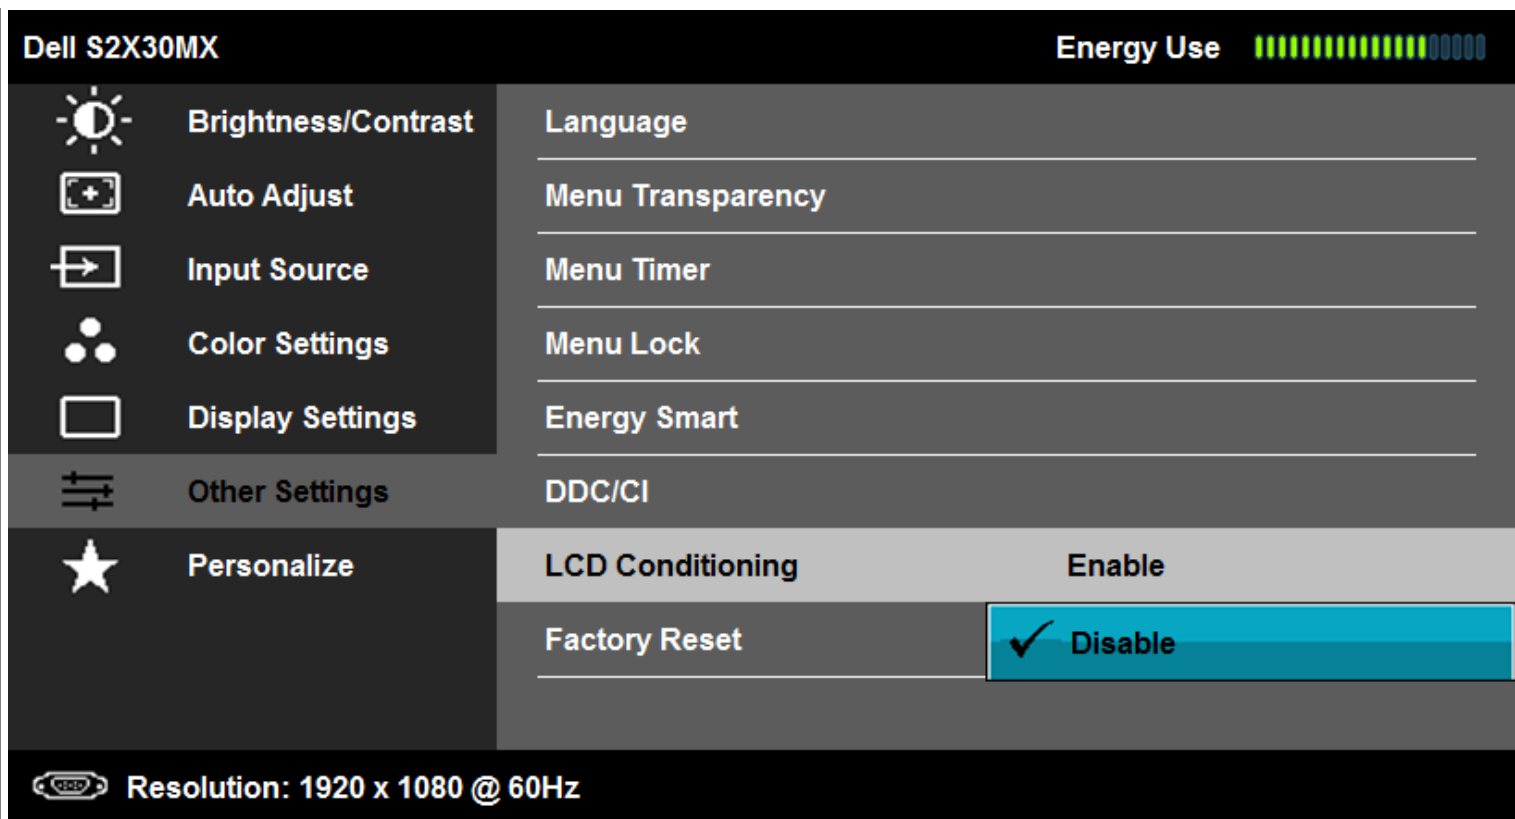 Dell S2X30MX
Energy Use
Brightness/Contrast
Auto Adjust
Input Source
Color Settings
Display Settings
Other Settings
Personalize
Language
Menu Transparency
Menu Timer
Menu Lock
Energy Smart
DDC/CI
LCD Conditioning Enable
Factory Reset Disable
Resolution: 1920 x 1080 @ 60Hz